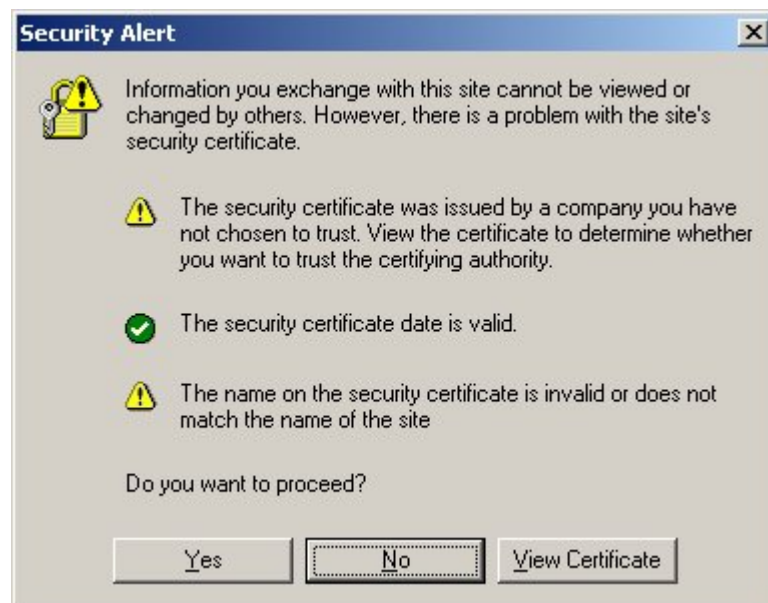 Security Alert
Information you exchange with this site cannot be viewed or
changed by others. However, there is a problem with the site's
security certificate.
The security certificate was issued by a company you have
not chosen to trust. View the certificate to determine whether
you want to trust the certifying authority.
The security certificate date is valid.
The name on the security certificate is invalid or does not
match the name of the site
Do you want to proceed?
Yes No View Certificate